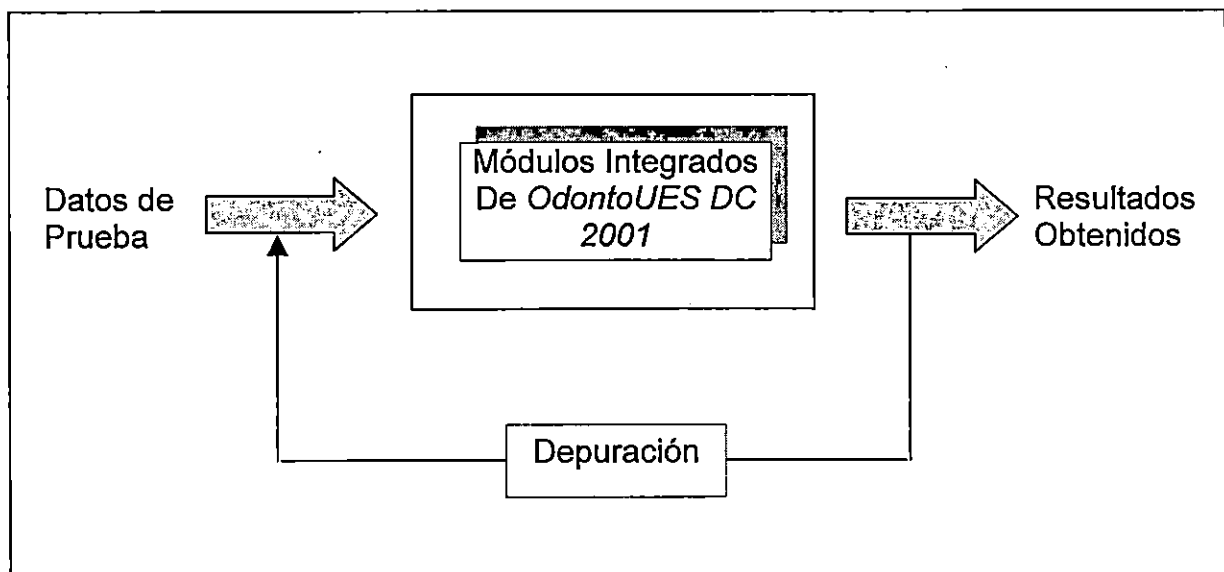 Datos de
Prueba
Módulos Integrados
De OdontoUES DC
2001
Resultados
Obtenidos
Depuración